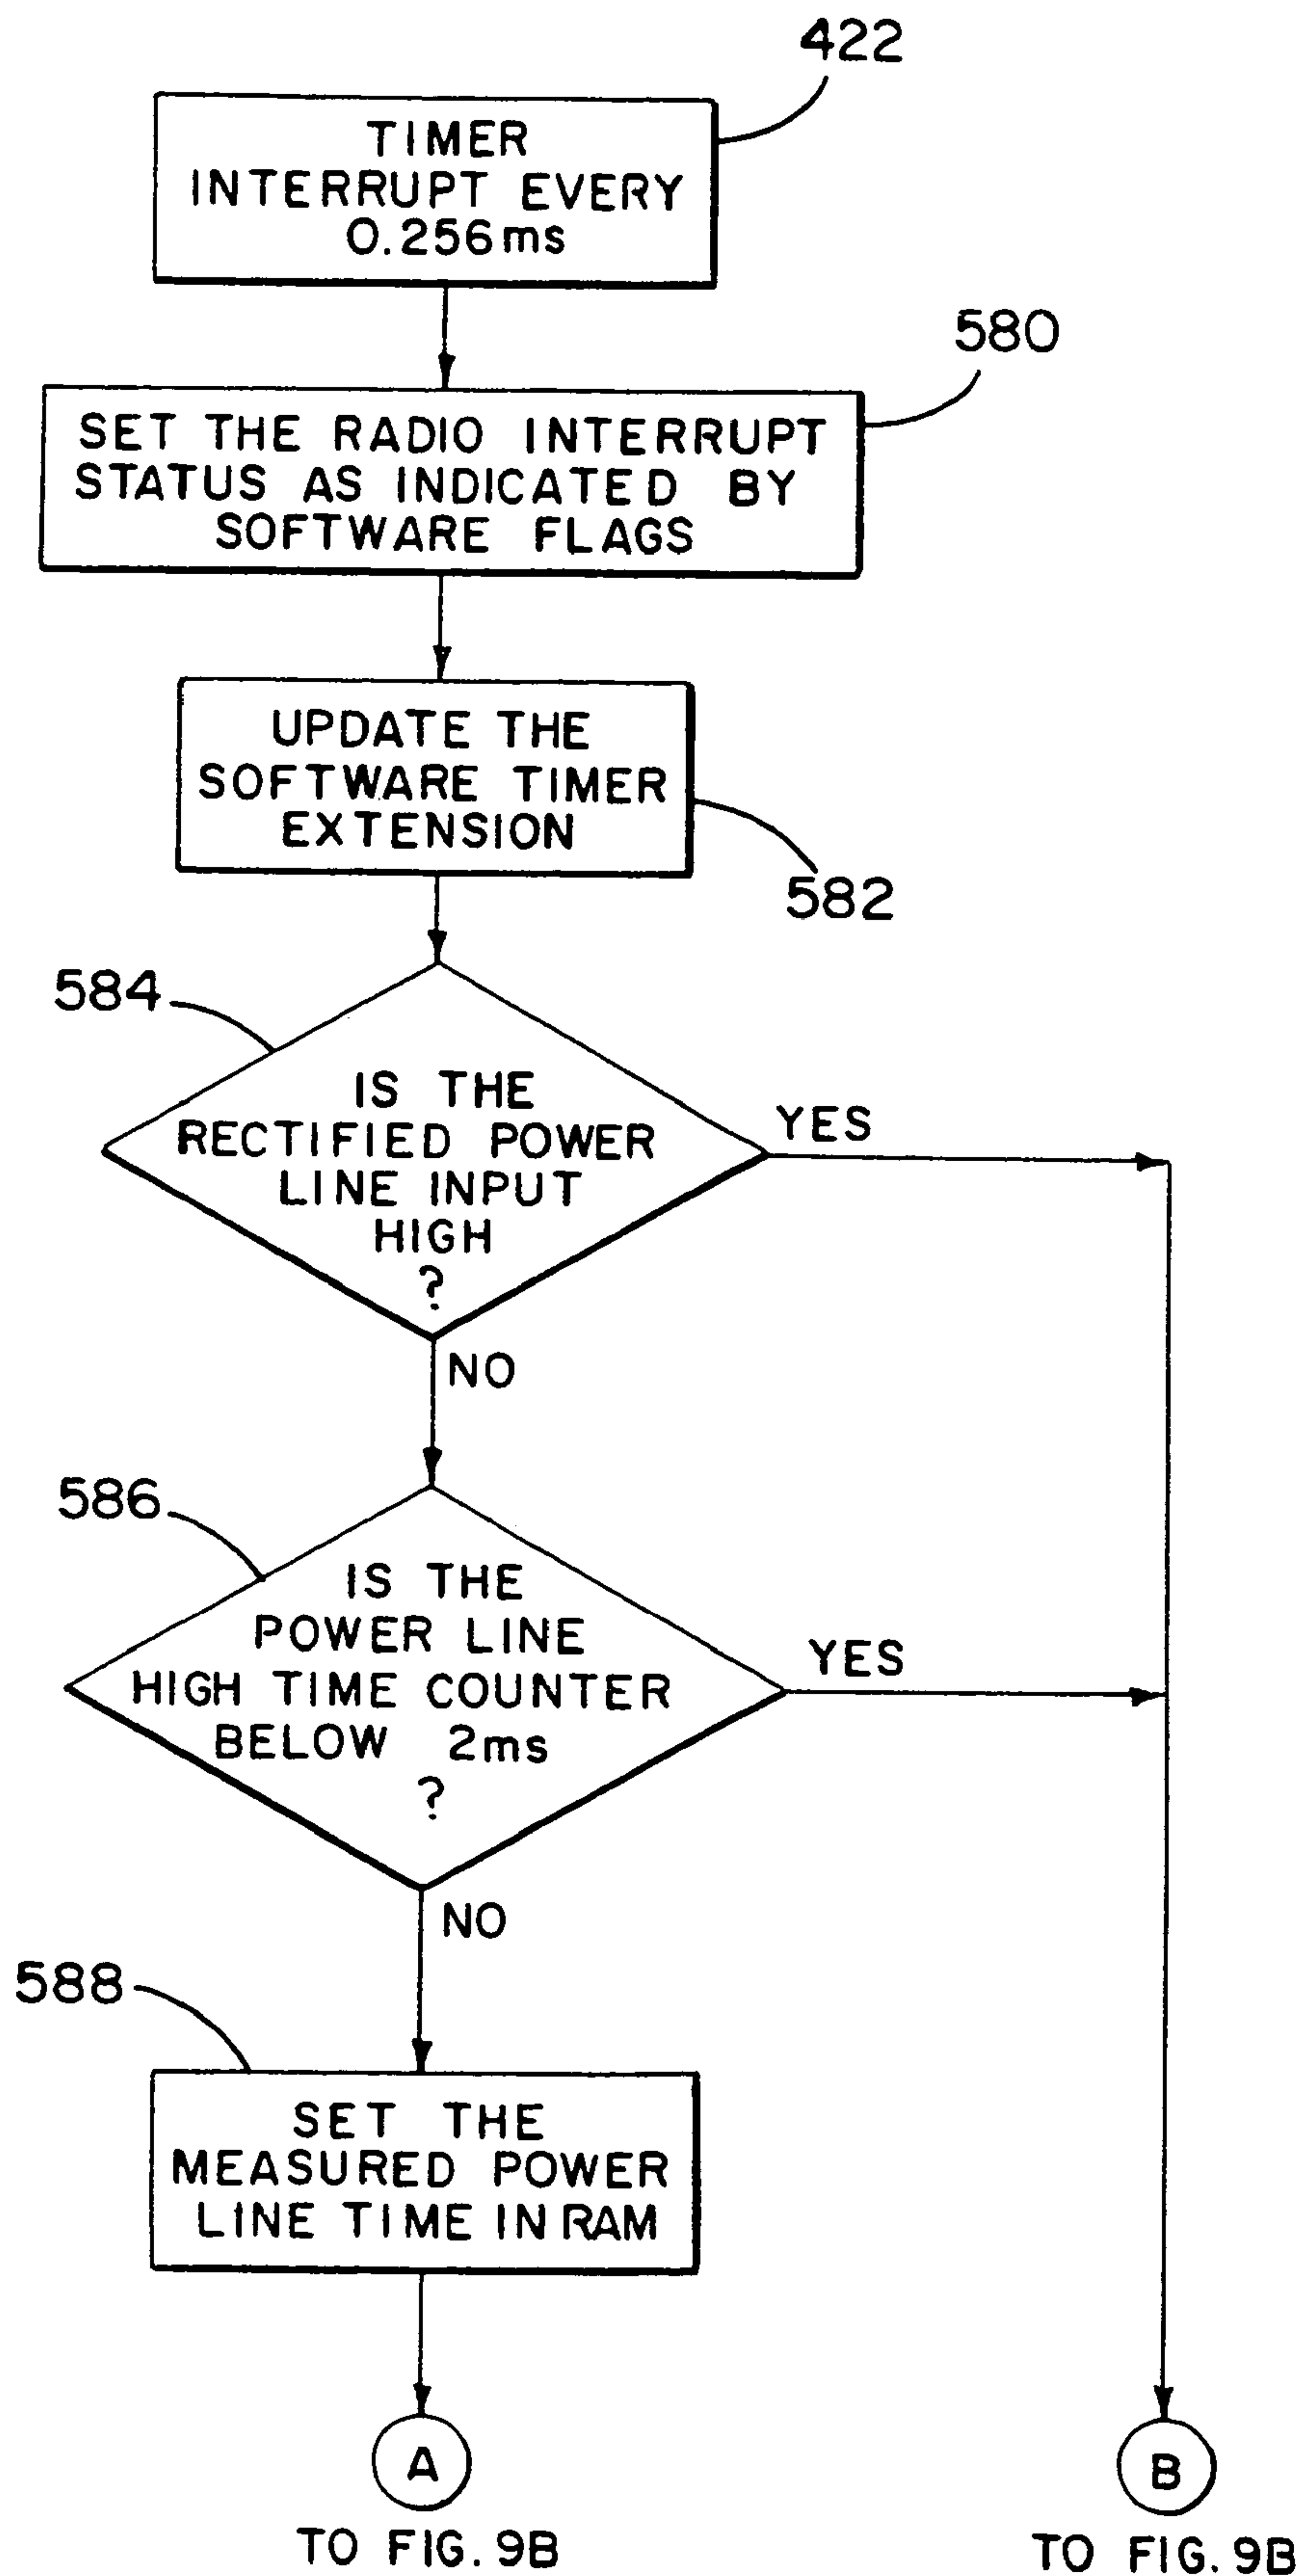 422
TIMER
INTERRUPT EVERY
0.256ms
580
SET THE RADIO INTERRUPT
STATUS AS INDICATED BY
SOFTWARE FLAGS
UPDATE THE
SOFTWARE TIMER
EXTENSION
582
584
IS THE
RECTIFIED POWER
LINE INPUT
HIGH
?
YES
NO
586
IS THE
POWER LINE
HIGH TIME COUNTER
BELOW 2ms
?
YES
NO
588
SET THE
MEASURED POWER
LINE TIME IN RAM
A
TO FIG. 9B
B
TO FIG. 9B